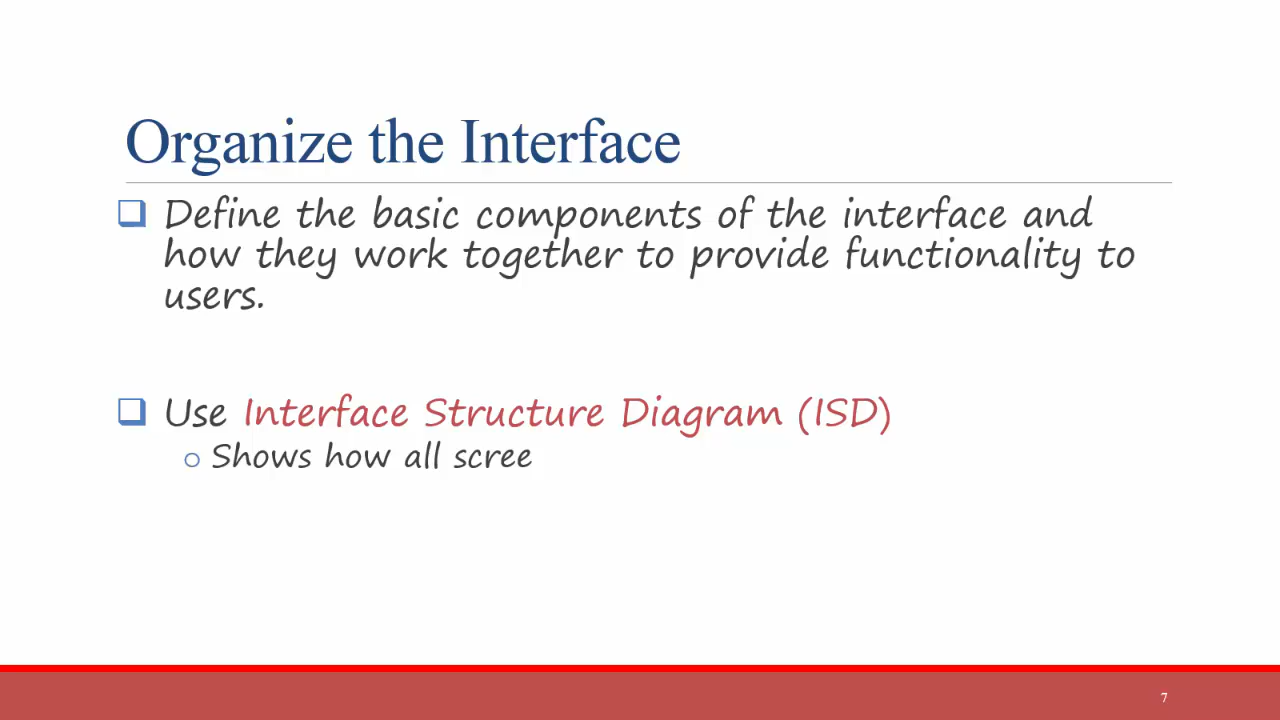 Organize the Interface
Define the basic components of the interface and
how they work together to provide functionality to
users.
Use Interface Structure Diagram (ISD)
Shows how all scree
7